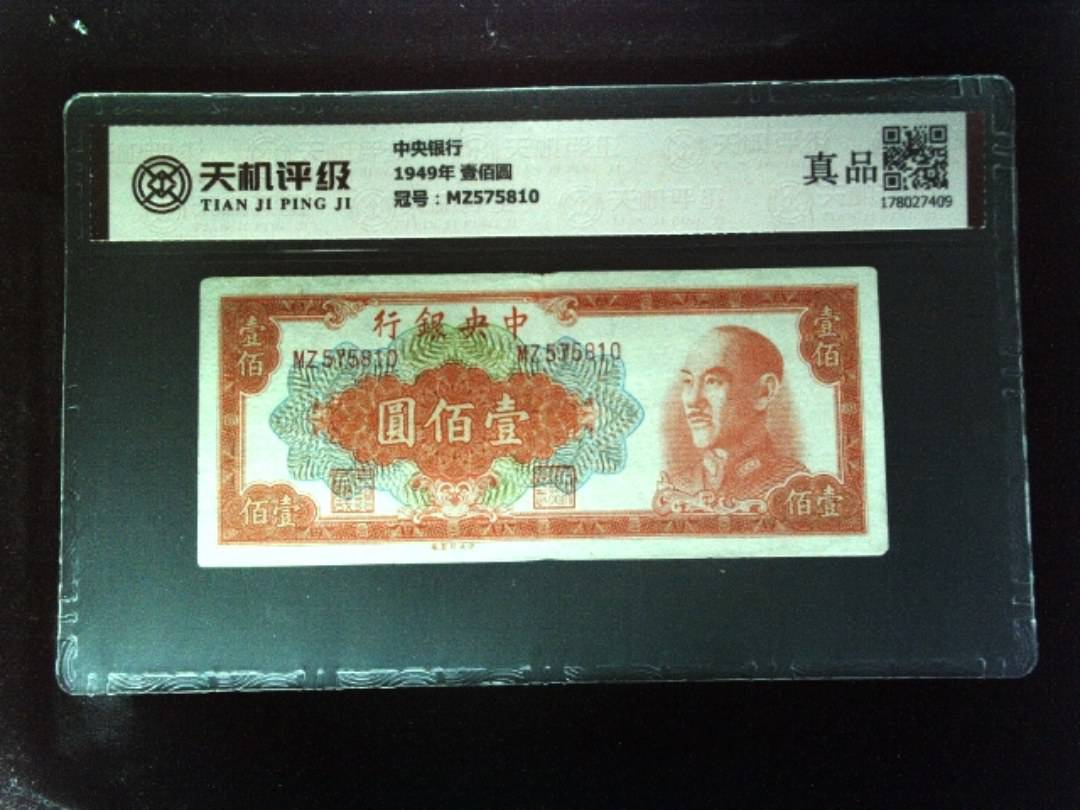 天机评级
TIAN JI PING JI
中央银行
1949年 壹佰圆
冠号：MZ575810
真品
178027409
行銀央中
壹佰
壹佰
MZ575810
MZ575810
圓佰壹
佰壹
佰壹